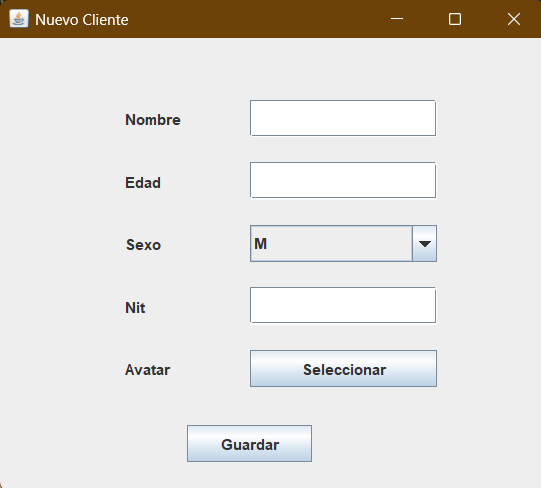 Nuevo Cliente
Nombre
Edad
Sexo M
Nit
Avatar Seleccionar
Guardar